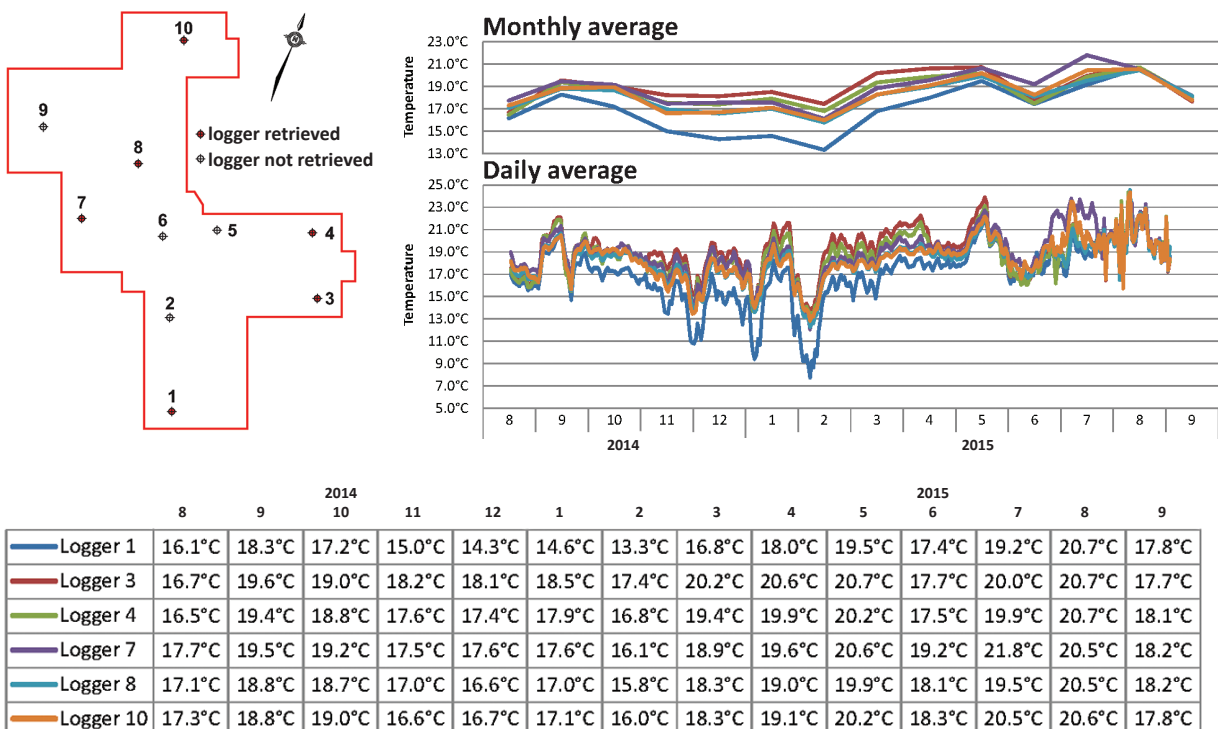 10
9
8
7
6
5
4
3
2
1
logger retrieved
logger not retrieved
Monthly average
Temperature
23.0°C
21.0°C
19.0°C
17.0°C
15.0°C
13.0°C
Daily average
Temperature
25.0°C
23.0°C
21.0°C
19.0°C
17.0°C
15.0°C
13.0°C
11.0°C
9.0°C
7.0°C
5.0°C
8 9 10 11 12 1 2 3 4 5 6 7 8 9
2014 2015
2014 2015
8 9 10 11 12 1 2 3 4 5 6 7 8 9
Logger 1 16.1°C 18.3°C 17.2°C 15.0°C 14.3°C 14.6°C 13.3°C 16.8°C 18.0°C 19.5°C 17.4°C 19.2°C 20.7°C 17.8°C
Logger 3 16.7°C 19.6°C 19.0°C 18.2°C 18.1°C 18.5°C 17.4°C 20.2°C 20.6°C 20.7°C 17.7°C 20.0°C 20.7°C 17.7°C
Logger 4 16.5°C 19.4°C 18.8°C 17.6°C 17.4°C 17.9°C 16.8°C 19.4°C 19.9°C 20.2°C 17.5°C 19.9°C 20.7°C 18.1°C
Logger 7 17.7°C 19.5°C 19.2°C 17.5°C 17.6°C 17.6°C 16.1°C 18.9°C 19.6°C 20.6°C 19.2°C 21.8°C 20.5°C 18.2°C
Logger 8 17.1°C 18.8°C 18.7°C 17.0°C 16.6°C 17.0°C 15.8°C 18.3°C 19.0°C 19.9°C 18.1°C 19.5°C 20.5°C 18.2°C
Logger 10 17.3°C 18.8°C 19.0°C 16.6°C 16.7°C 17.1°C 16.0°C 18.3°C 19.1°C 20.2°C 18.3°C 20.5°C 20.6°C 17.8°C